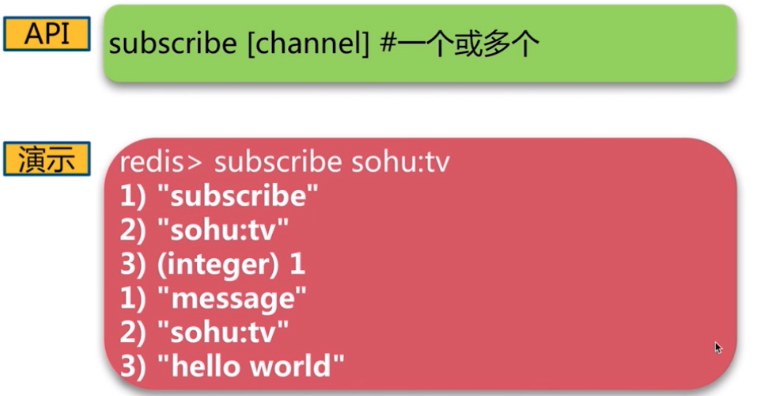 API
subscribe [channel] #一个或多个
演示
redis> subscribe sohu:tv
1) "subscribe"
2) "sohu:tv"
3) (integer) 1
1) "message"
2) "sohu:tv"
3) "hello world"